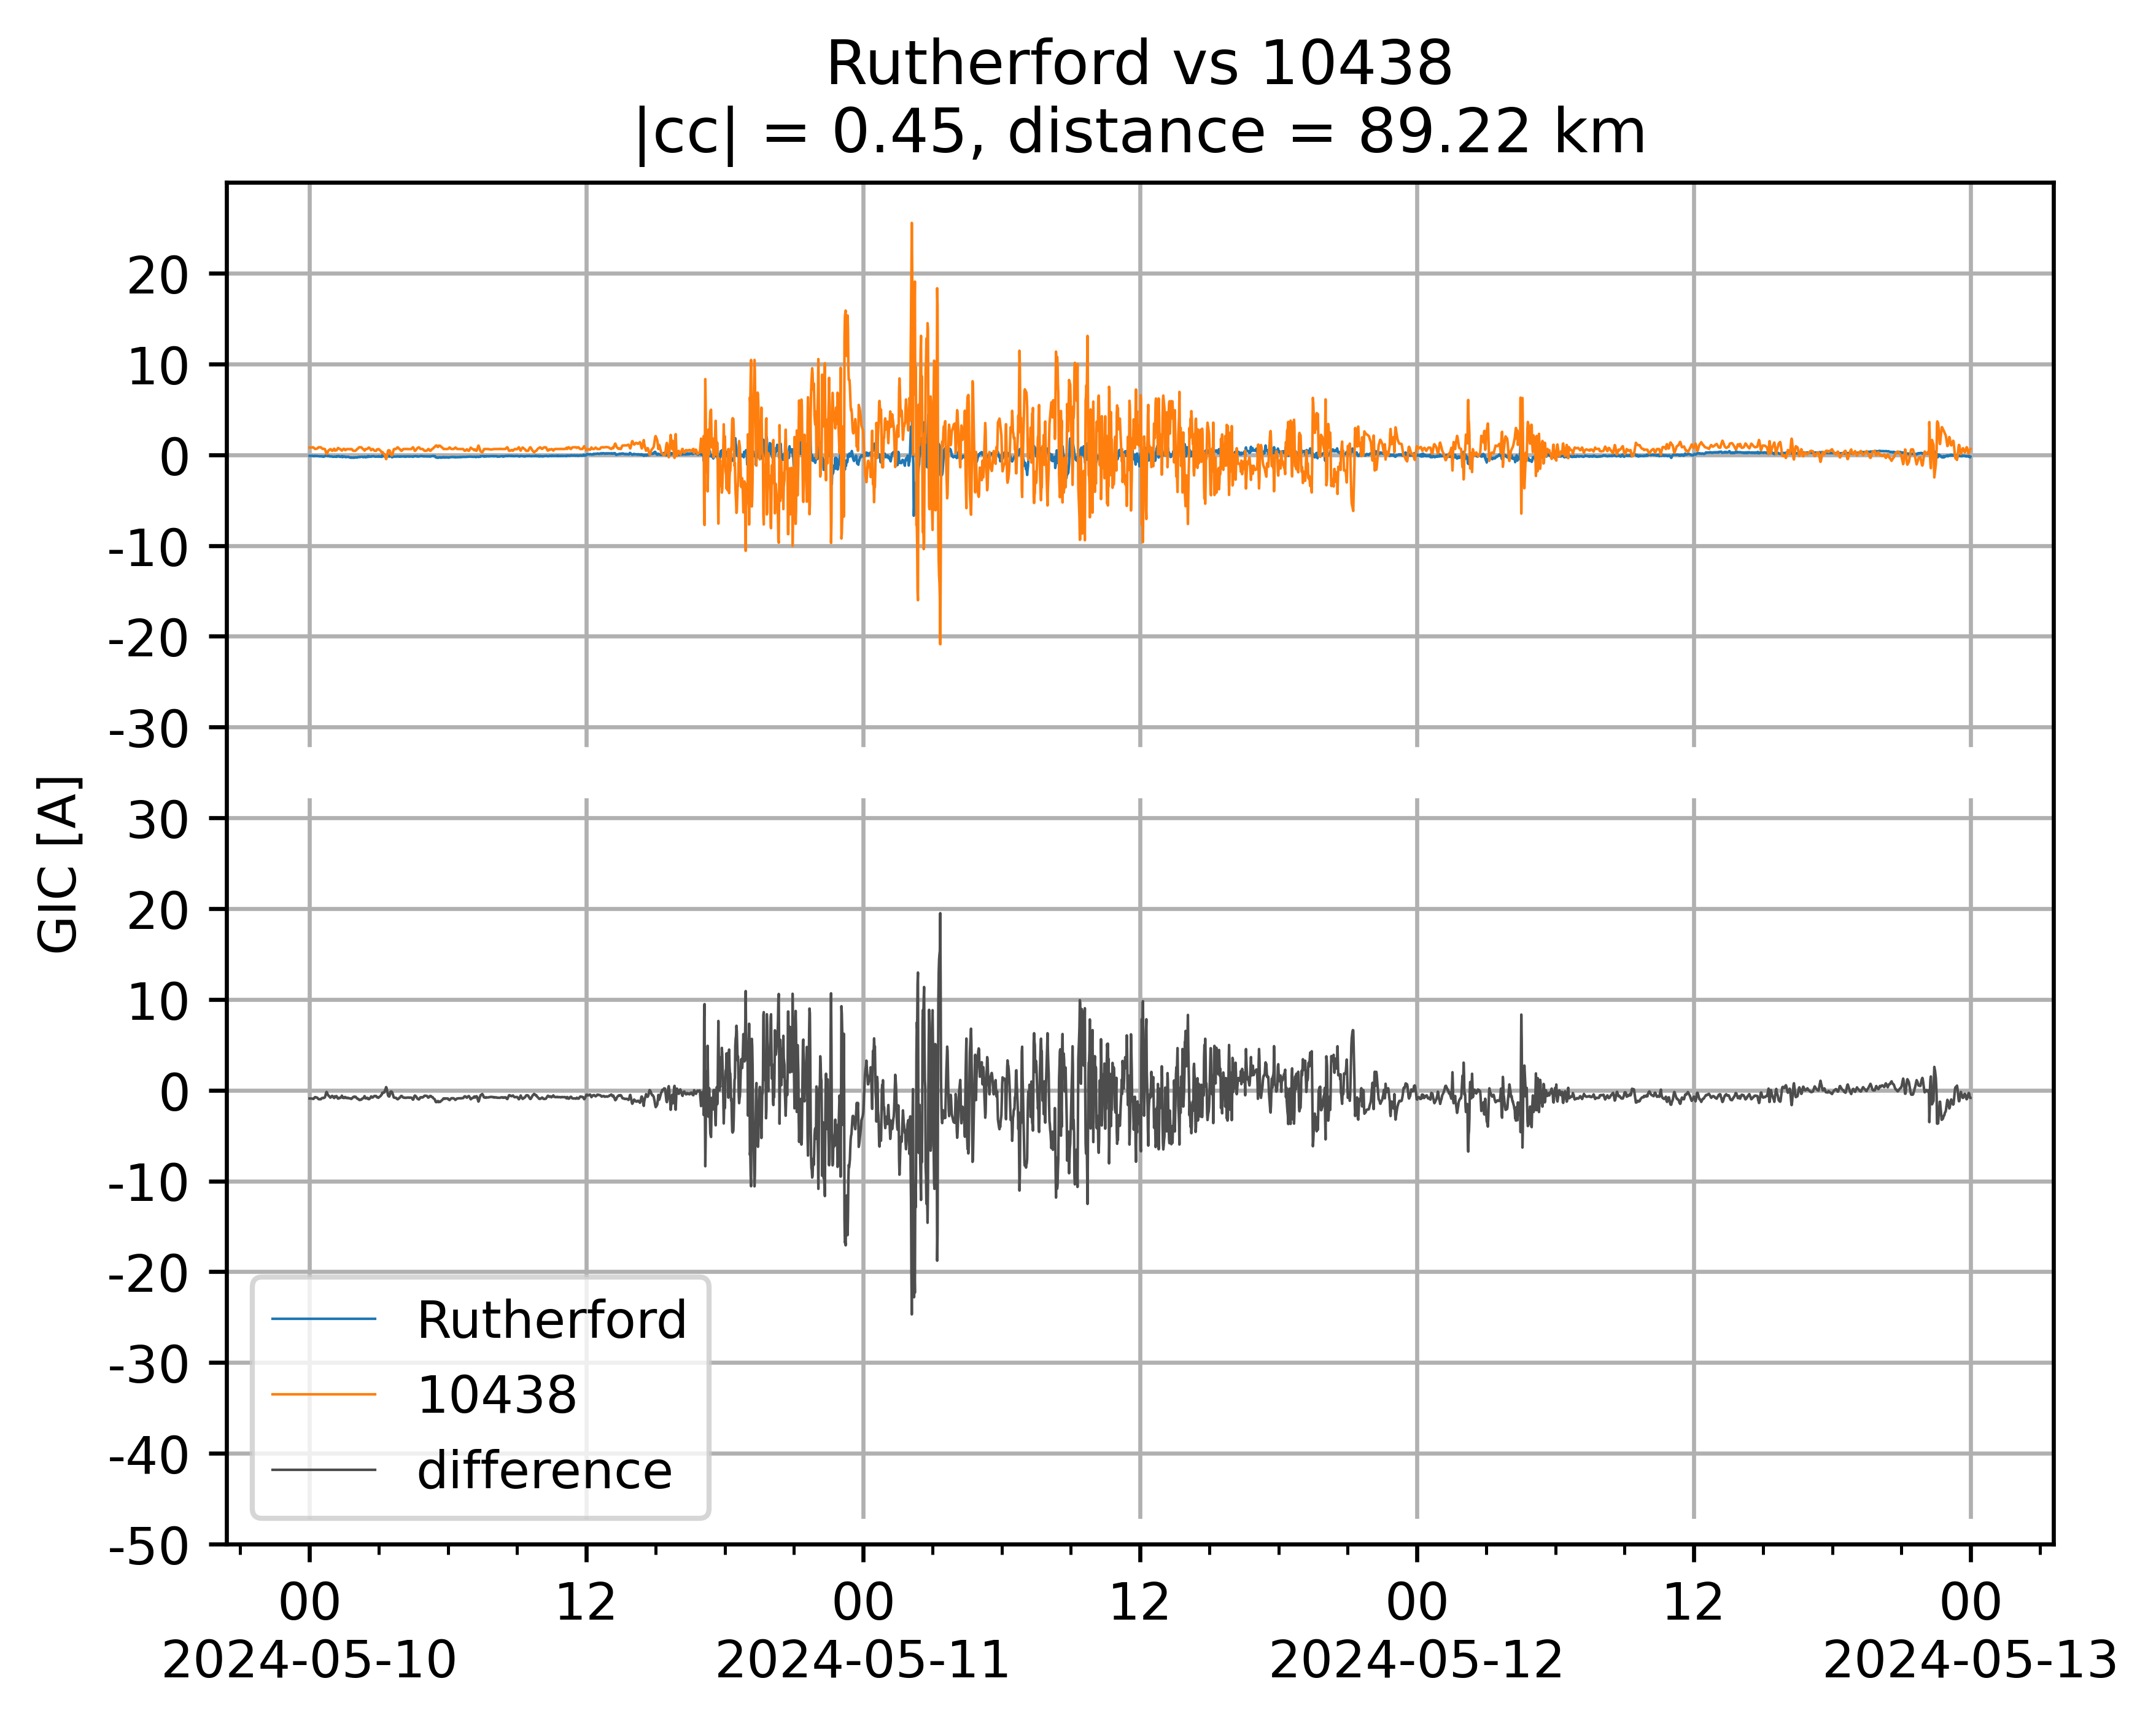 Rutherford vs 10438
|cc| = 0.45, distance = 89.22 km
GIC [A]
20
10
0
-10
-20
-30
30
20
10
0
-10
-20
-30
-40
-50
Rutherford
10438
difference
00 12 00 12 00 12 00
2024-05-10 2024-05-11 2024-05-12 2024-05-13